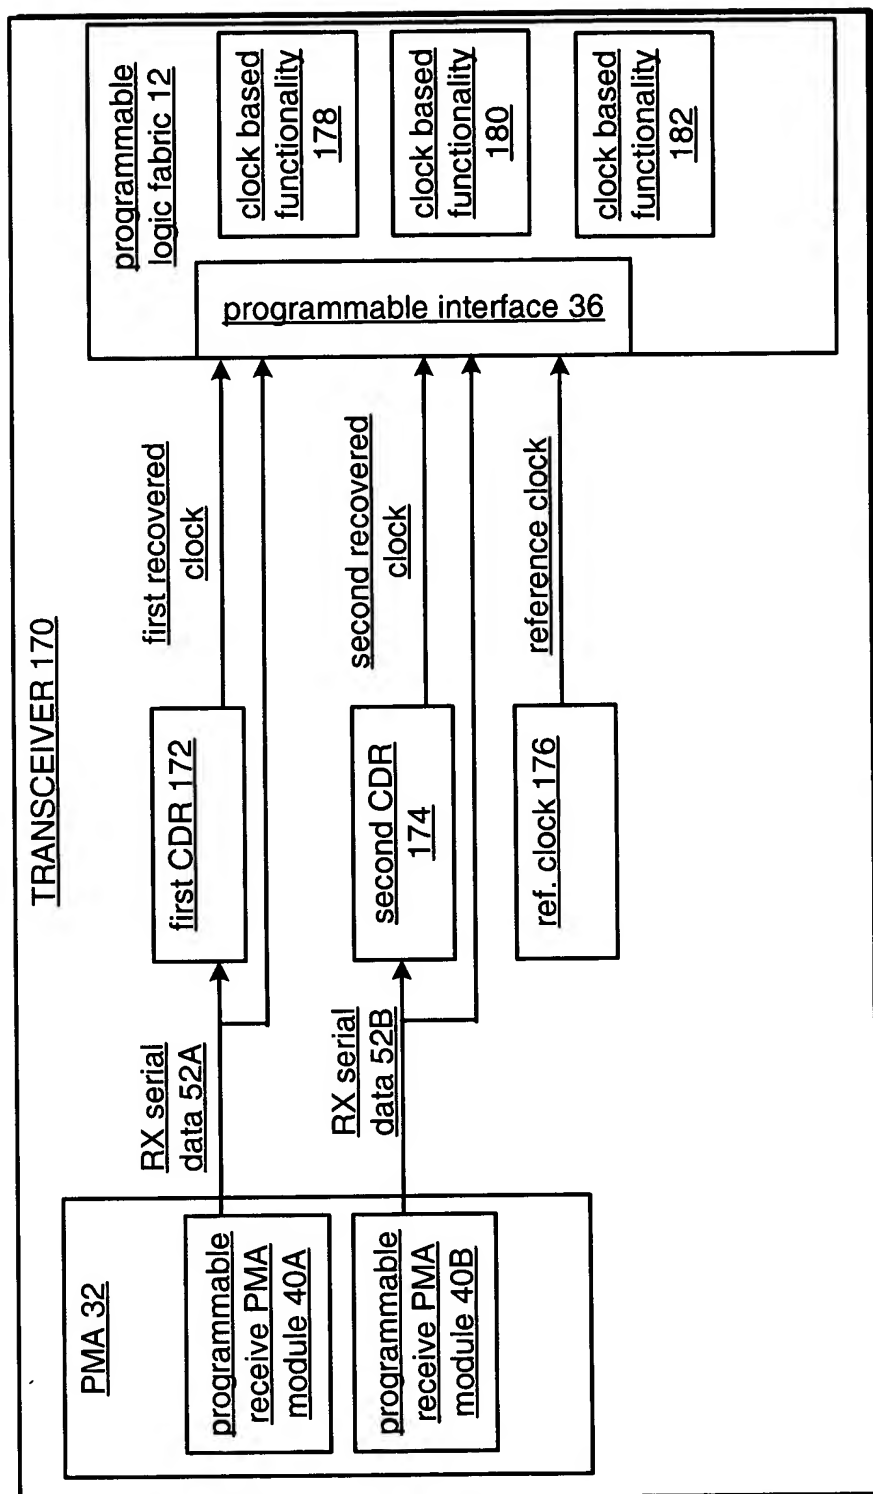 TRANSCEIVER 170
PMA 32
programmable
receive PMA
module 40A
programmable
receive PMA
module 40B
RX serial
data 52A
RX serial
data 52B
first CDR 172
second CDR
174
ref. clock 176
first recovered
clock
second recovered
clock
reference clock
programmable
logic fabric 12
programmable interface 36
clock based
functionality
178
clock based
functionality
180
clock based
functionality
182